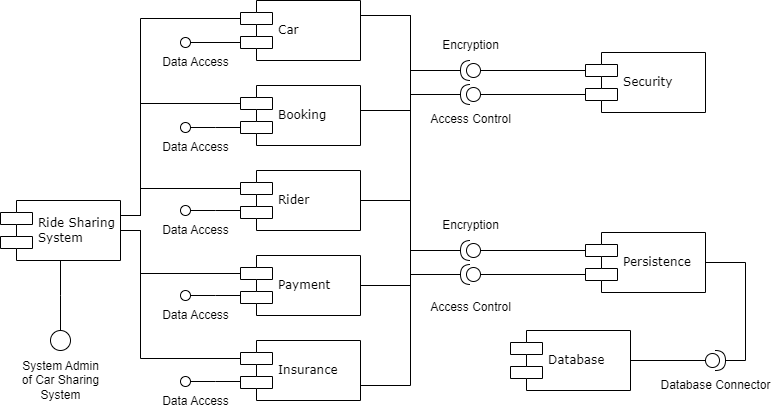 Car
Data Access
Encryption
Security
Access Control
Booking
Data Access
Rider
Data Access
Ride Sharing
System
Encryption
Persistence
Access Control
Payment
Data Access
System Admin
of Car Sharing
System
Insurance
Data Access
Database
Database Connector